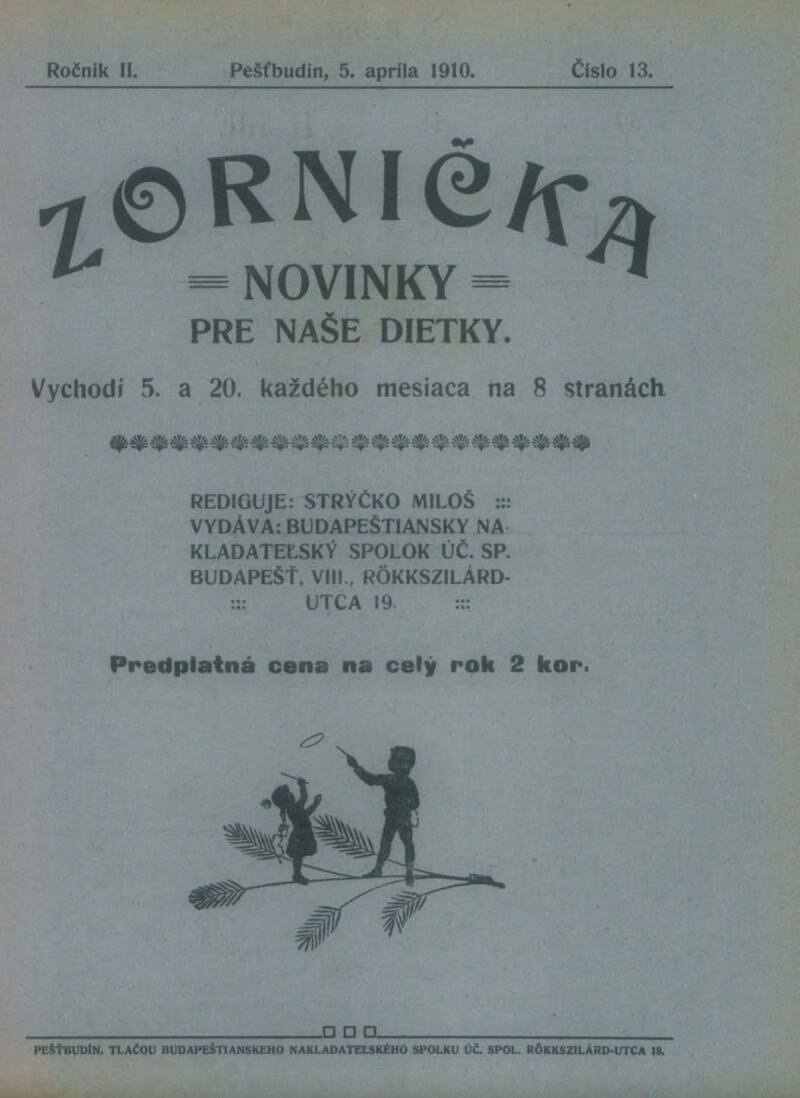 Ročník II. Pešťbudín, 5. apríla 1910. Číslo 13.
ZORNIČKA
NOVINKY
PRE NAŠE DIETKY.
Vychodí 5. a 20. každého mesiaca na 8 stranách
REDIGUJE: STRÝČKO MILOŠ :::
VYDÁVA: BUDAPEŠTIANSKY NA-
KLADATEĽSKÝ SPOLOK ÚČ. SP.
BUDAPEŠŤ, VIII., RÖKKSZILÁRD-
::: UTCA 19. :::
Predplatná cena na celý rok 2 kor.
PEŠŤBUDÍN. TLAČOU BUDAPEŠTIANSKEHO NAKLADATEĽSKÉHO SPOLKU ÚČ. SPOL. RÖKKSZILÁRD-UTCA 19.